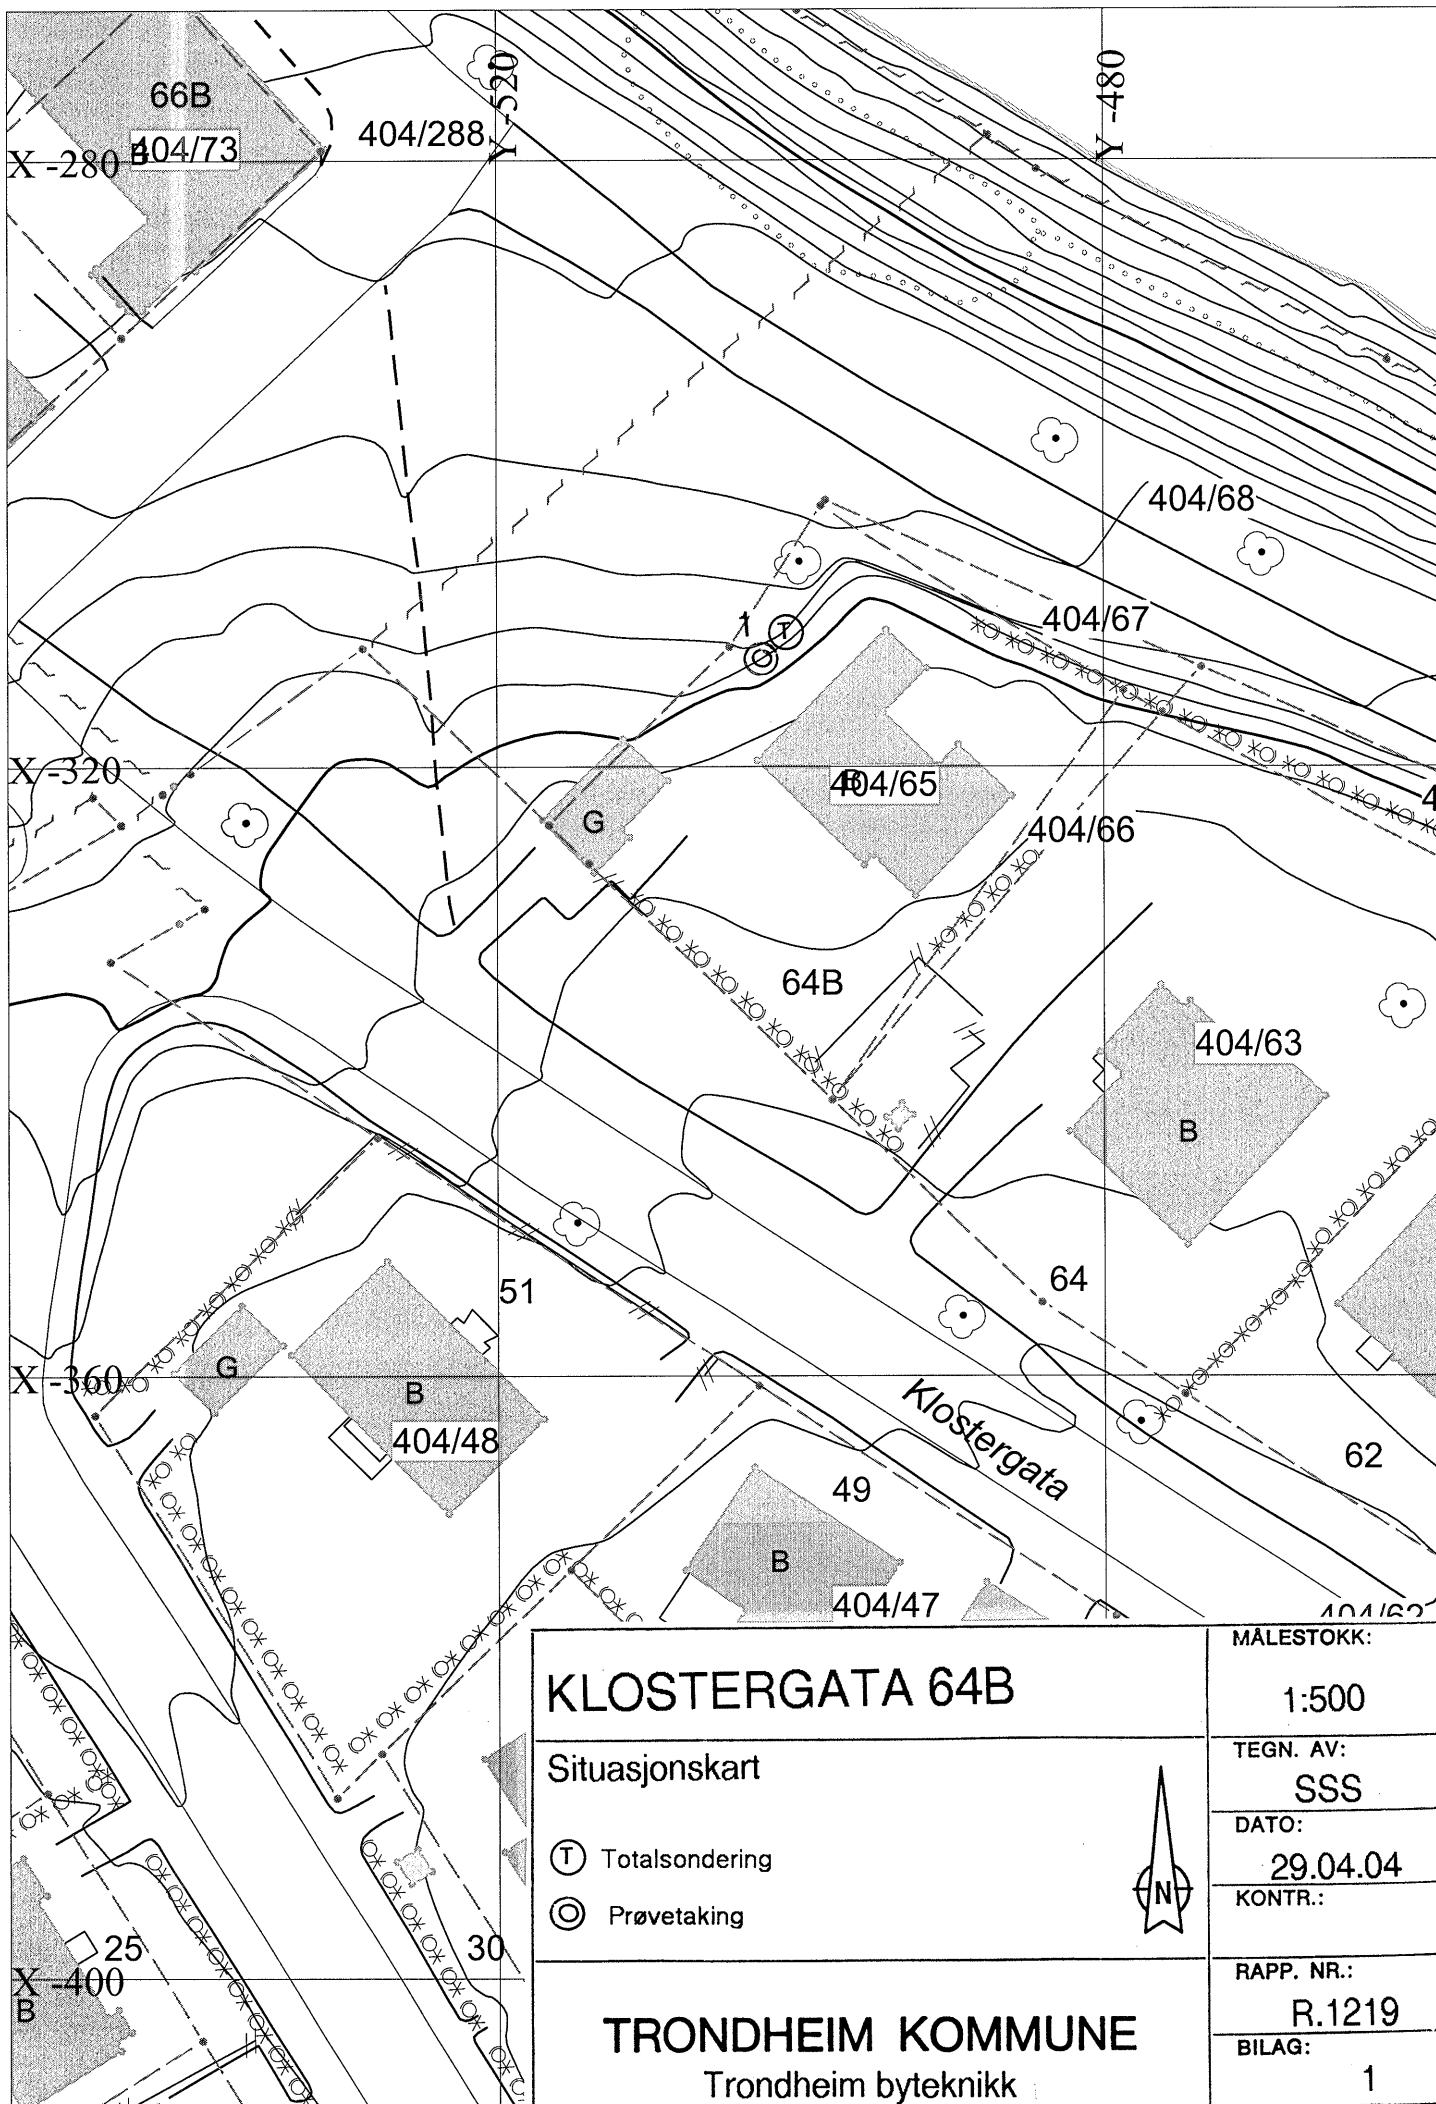 Y -520
Y -480
66B
404/288
404/73
X -280
B
404/68
1
T
404/67
X -320
404/65
B
G
404/66
4
64B
404/63
B
64
51
G
X -360
B
404/48
Klostergata
62
49
B
404/47
404/62
KLOSTERGATA 64B
MÅLESTOKK:
1:500
Situasjonskart
TEGN. AV:
SSS
DATO:
29.04.04
T Totalsondering
Prøvetaking
N
KONTR.:
25
30
X -400
B
RAPP. NR.:
R.1219
TRONDHEIM KOMMUNE
Trondheim byteknikk
BILAG:
1